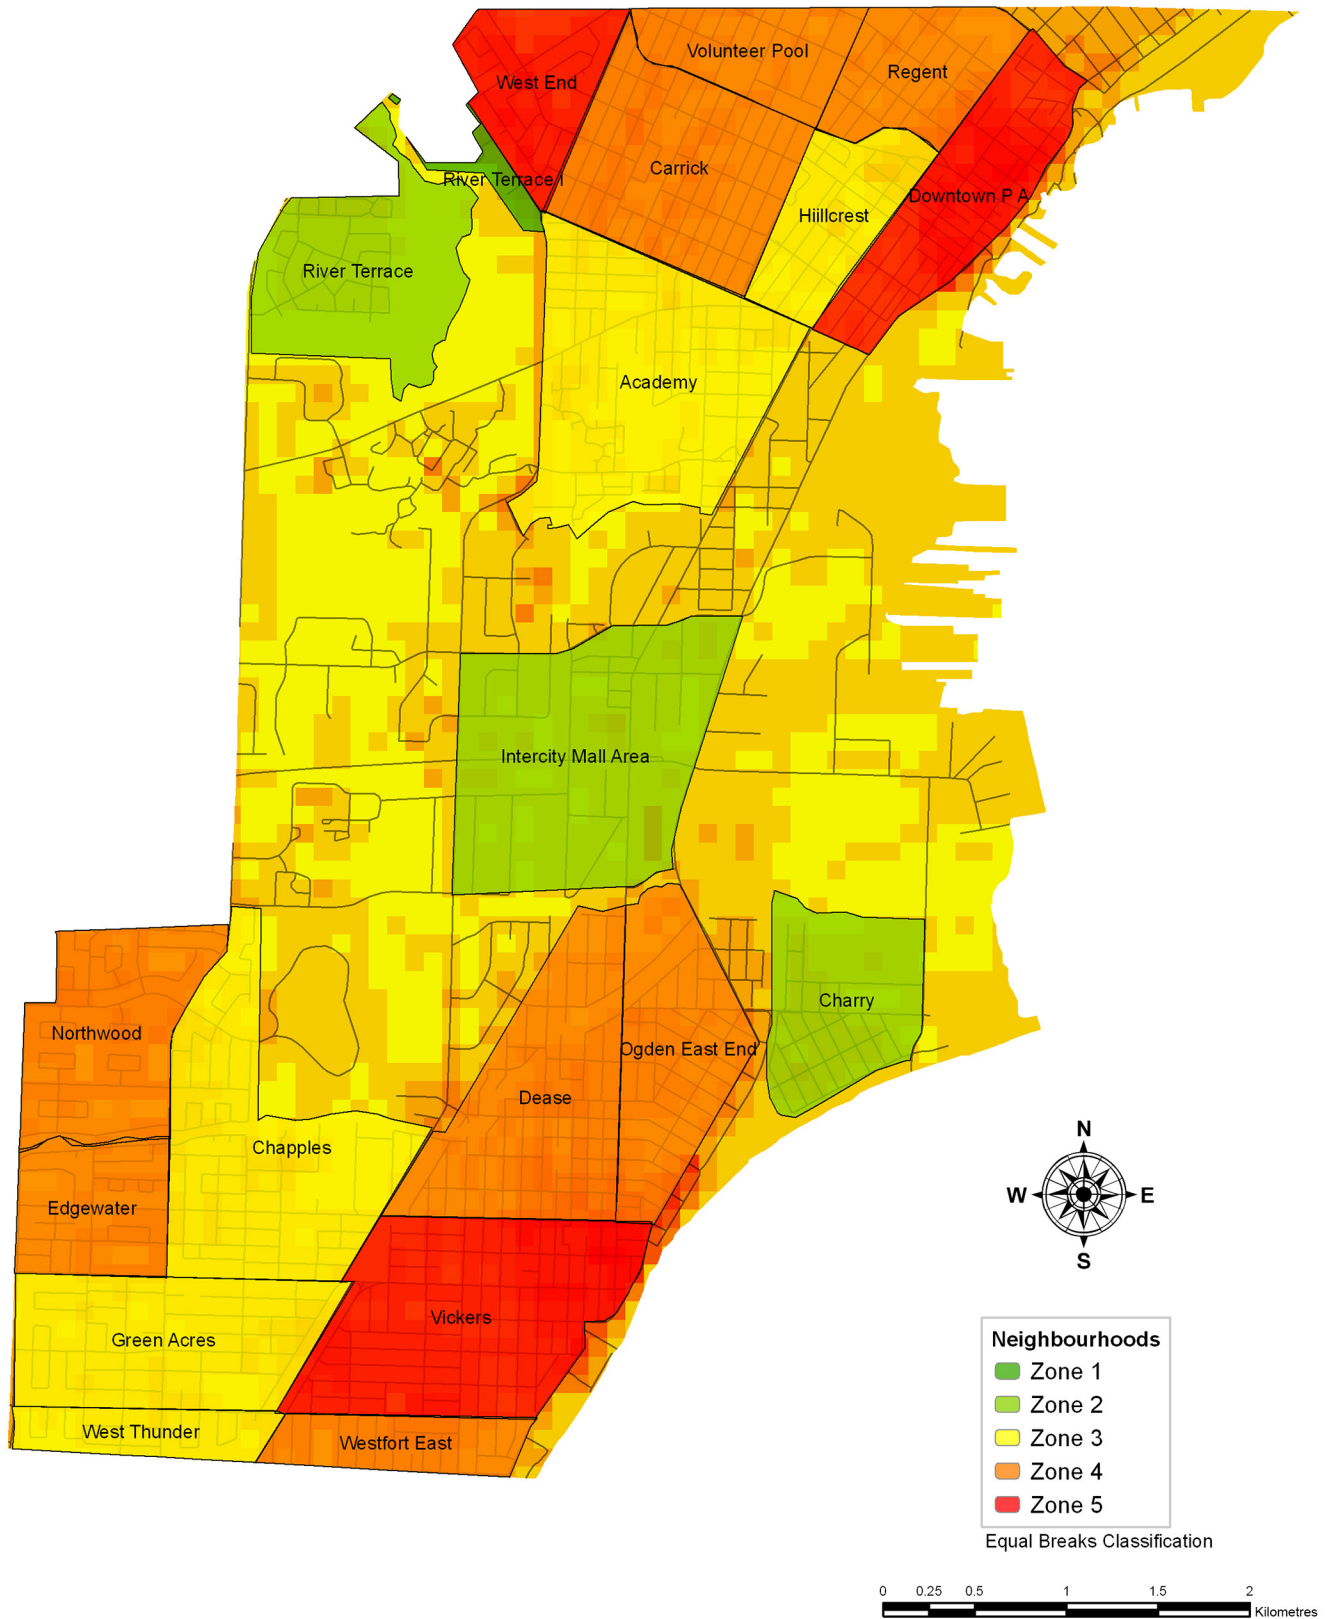 Volunteer Pool
Regent
West End
Carrick
River Terrace I
Downtown P A
Hiillcrest
River Terrace
Academy
Intercity Mall Area
Charry
Northwood
Ogden East End
Dease
Chapples
Edgewater
Vickers
Green Acres
West Thunder
Westfort East
N
W
E
S
Neighbourhoods
Zone 1
Zone 2
Zone 3
Zone 4
Zone 5
Equal Breaks Classification
0 0.25 0.5 1 1.5 2
Kilometres